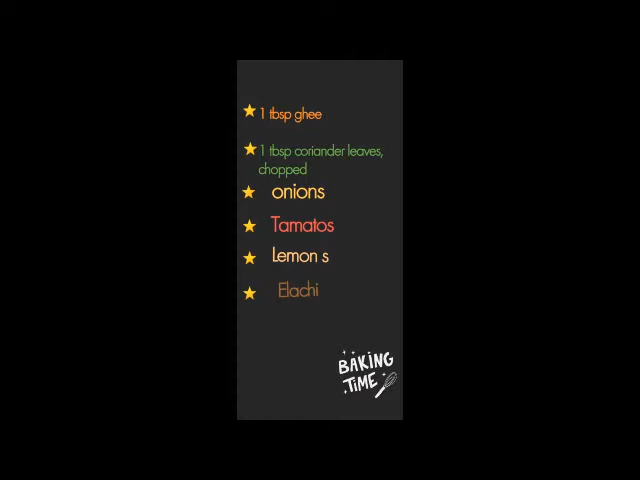 1 tbsp ghee
1 tbsp coriander leaves,
chopped
onions
Tamatos
Lemon s
Elachi
BAKING
TIME